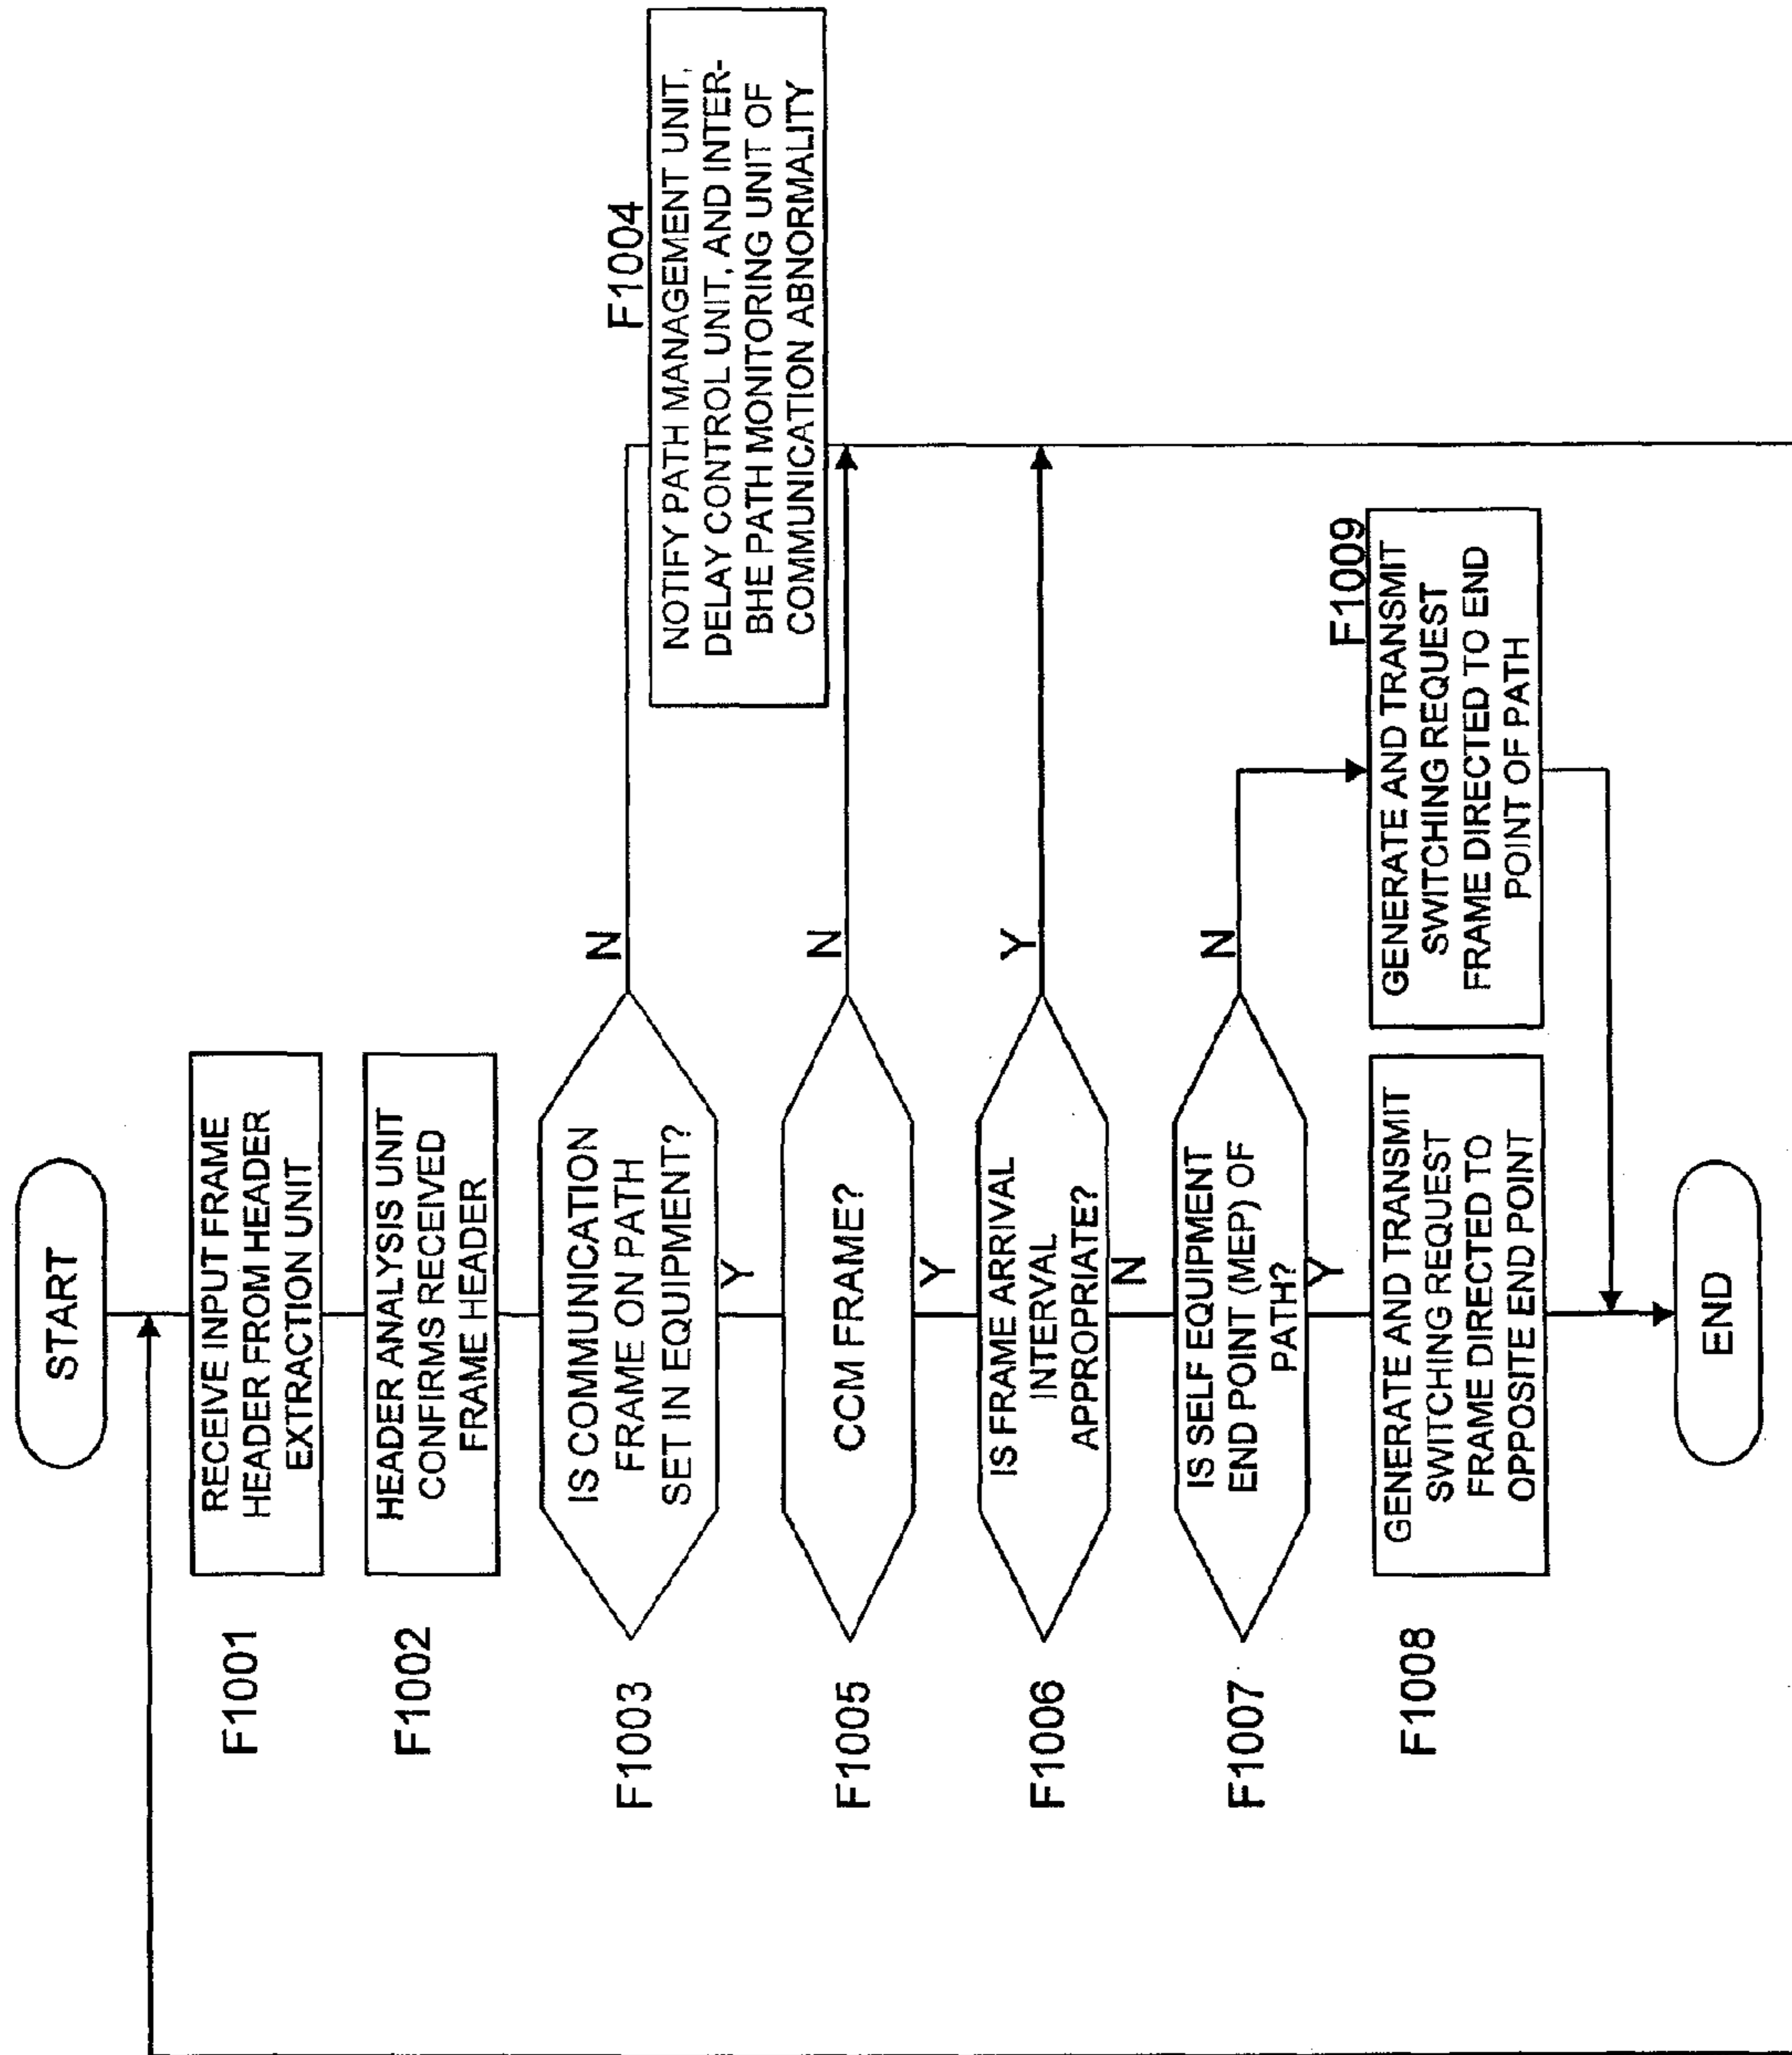 START
F1001
RECEIVE INPUT FRAME
HEADER FROM HEADER
EXTRACTION UNIT
F1002
HEADER ANALYSIS UNIT
CONFIRMS RECEIVED
FRAME HEADER
F1003
IS COMMUNICATION
FRAME ON PATH
SET IN EQUIPMENT?
N
Y
F1004
NOTIFY PATH MANAGEMENT UNIT,
DELAY CONTROL UNIT, AND INTER-
BHE PATH MONITORING UNIT OF
COMMUNICATION ABNORMALITY
F1005
CCM FRAME?
N
Y
F1006
IS FRAME ARRIVAL
INTERVAL
APPROPRIATE?
Y
N
F1007
IS SELF EQUIPMENT
END POINT (MEP) OF
PATH?
N
Y
F1008
GENERATE AND TRANSMIT
SWITCHING REQUEST
FRAME DIRECTED TO
OPPOSITE END POINT
F1009
GENERATE AND TRANSMIT
SWITCHING REQUEST
FRAME DIRECTED TO END
POINT OF PATH
END